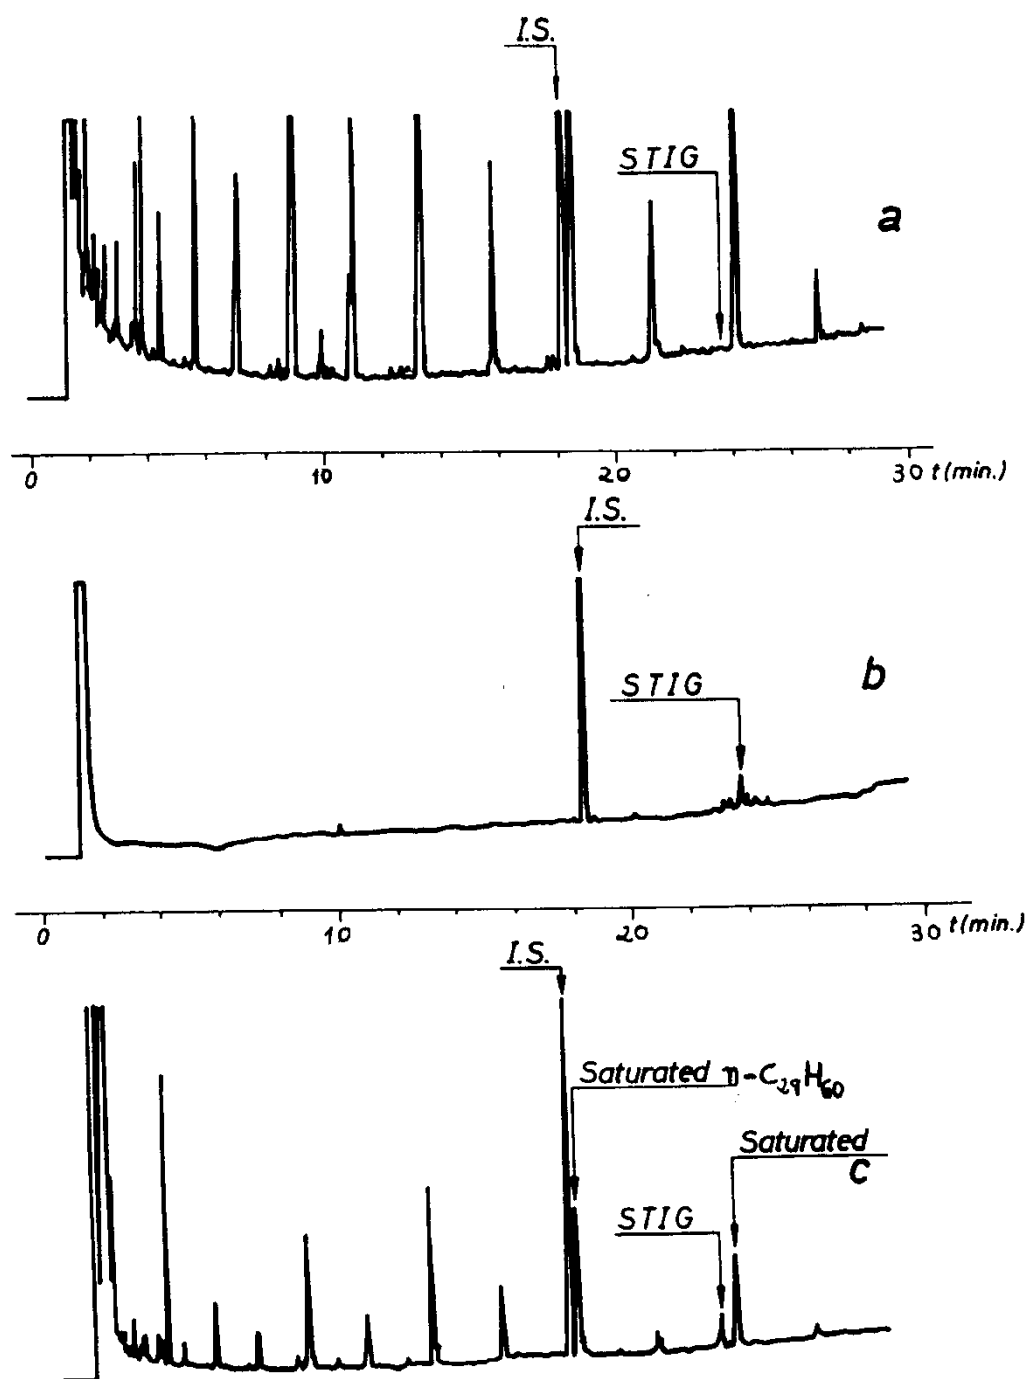 I.S.
STIG
a
0 10 20 30 t(min.)
I.S.
STIG
b
0 10 20 30 t(min.)
I.S.
Saturated n-C₂₉H₆₀
Saturated
c
STIG